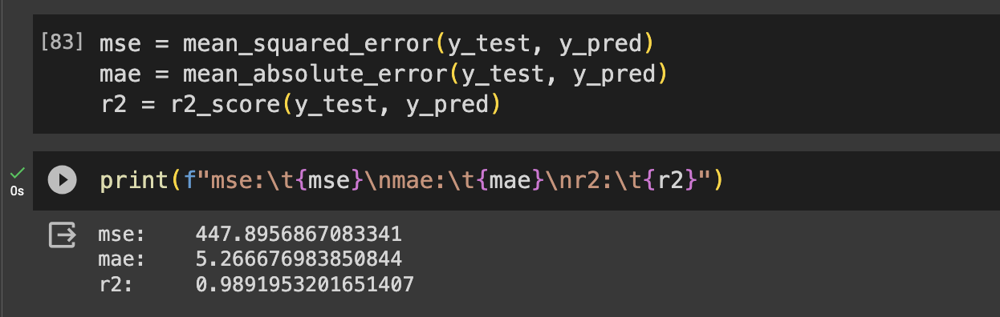 [83] mse = mean_squared_error(y_test, y_pred)
mae = mean_absolute_error(y_test, y_pred)
r2 = r2_score(y_test, y_pred)
print(f"mse:\t{mse}\nmae:\t{mae}\nr2:\t{r2}")
0s
mse: 447.8956867083341
mae: 5.266676983850844
r2: 0.9891953201651407